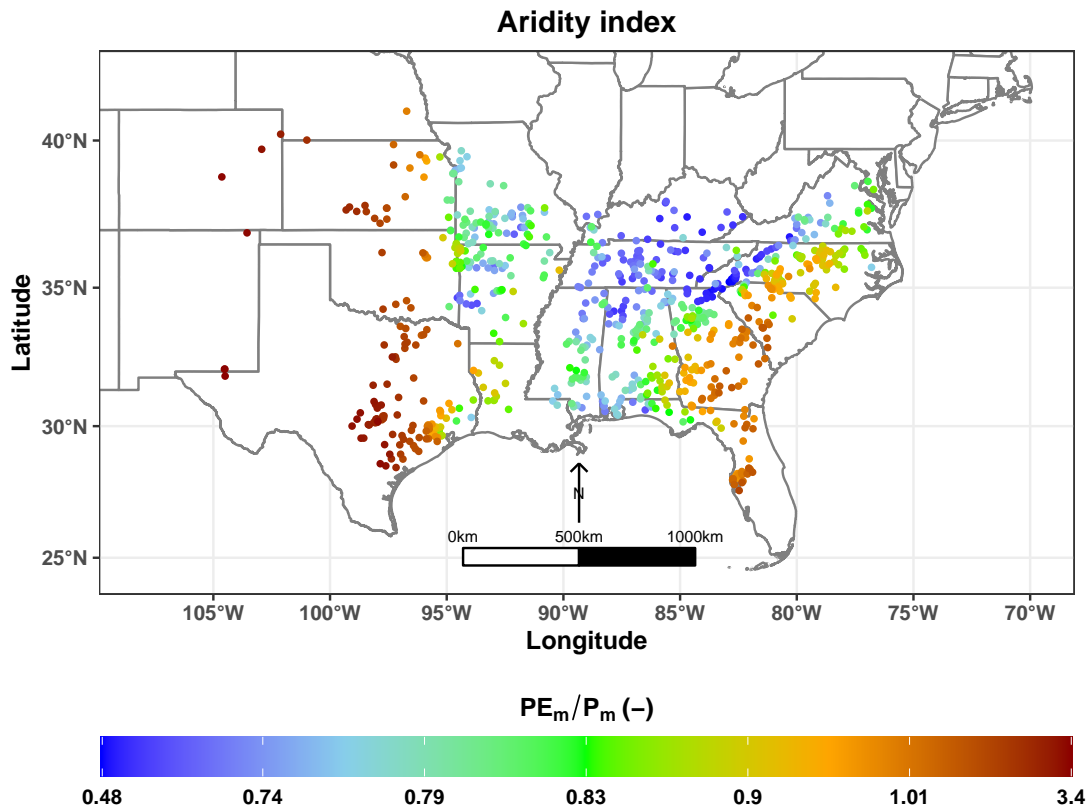 Aridity index
40°N
35°N
30°N
25°N
Latitude
N
0km 500km 1000km
105°W 100°W 95°W 90°W 85°W 80°W 75°W 70°W
Longitude
PEm/Pm (–)
0.48 0.74 0.79 0.83 0.9 1.01 3.4